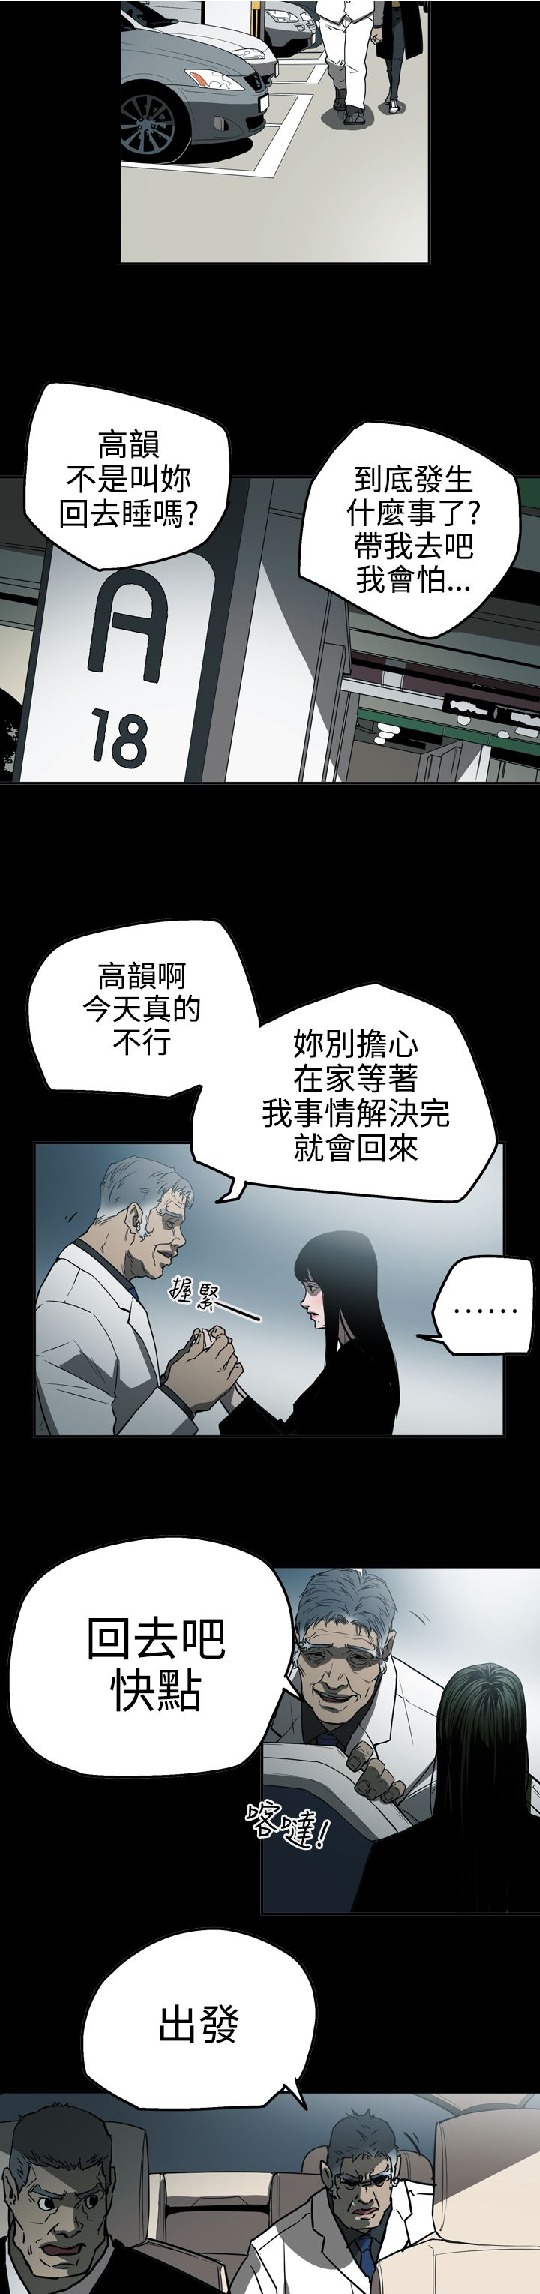 高韻
不是叫妳
回去睡嗎?
到底發生
什麼事了?
帶我去吧
我會怕...
A
18
高韻啊
今天真的
不行
妳別擔心
在家等著
我事情解決完
就會回來
握緊
......
回去吧
快點
喀噠!
出發